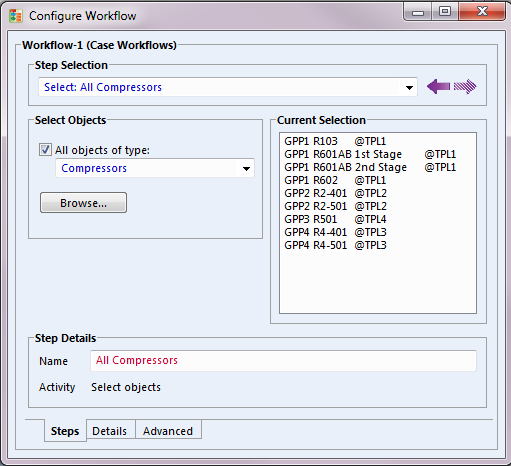 Configure Workflow
Workflow-1 (Case Workflows)
Step Selection
Select: All Compressors
Select Objects
All objects of type:
Compressors
Browse...
Current Selection
GPP1 R103 @TPL1
GPP1 R601AB 1st Stage @TPL1
GPP1 R601AB 2nd Stage @TPL1
GPP1 R602 @TPL1
GPP2 R2-401 @TPL2
GPP2 R2-501 @TPL2
GPP3 R501 @TPL4
GPP4 R4-401 @TPL3
GPP4 R4-501 @TPL3
Step Details
Name All Compressors
Activity Select objects
Steps Details Advanced